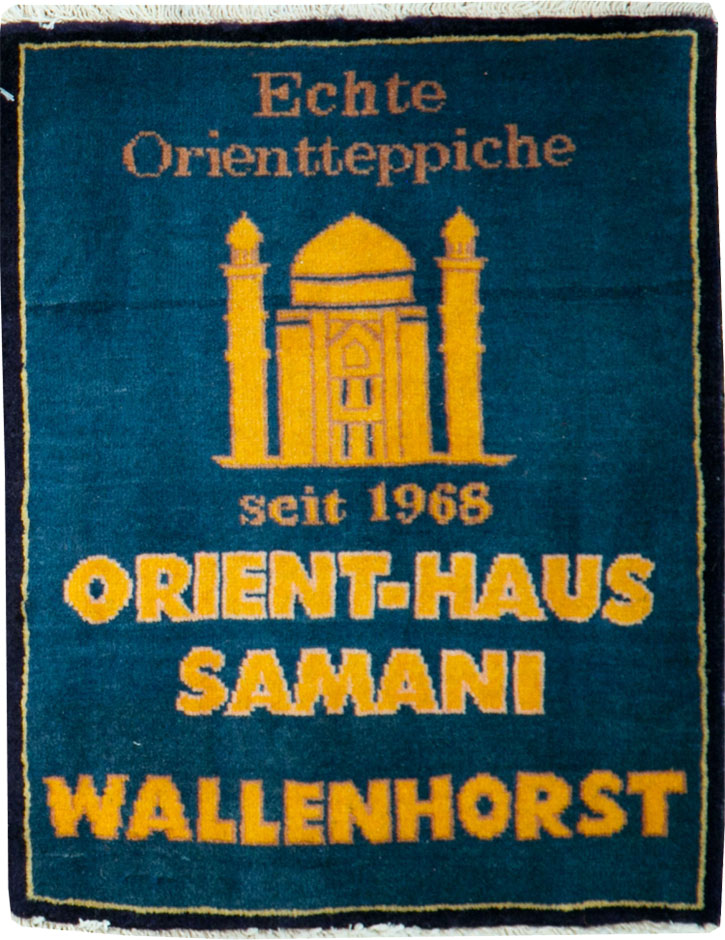 Echte
Orientteppiche
seit 1968
ORIENT-HAUS
SAMANI
WALLENHORST